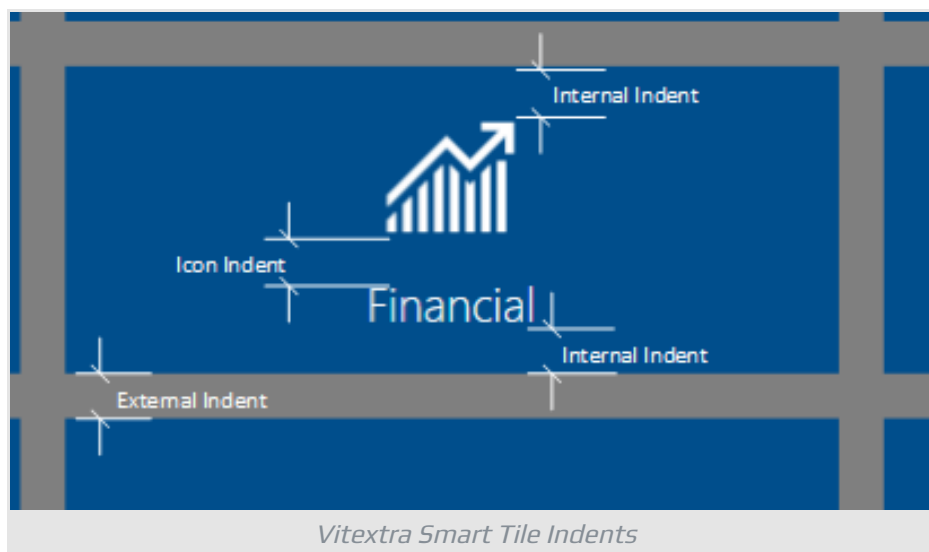 Internal Indent
Icon Indent
Financial
Internal Indent
External Indent
Vitextra Smart Tile Indents